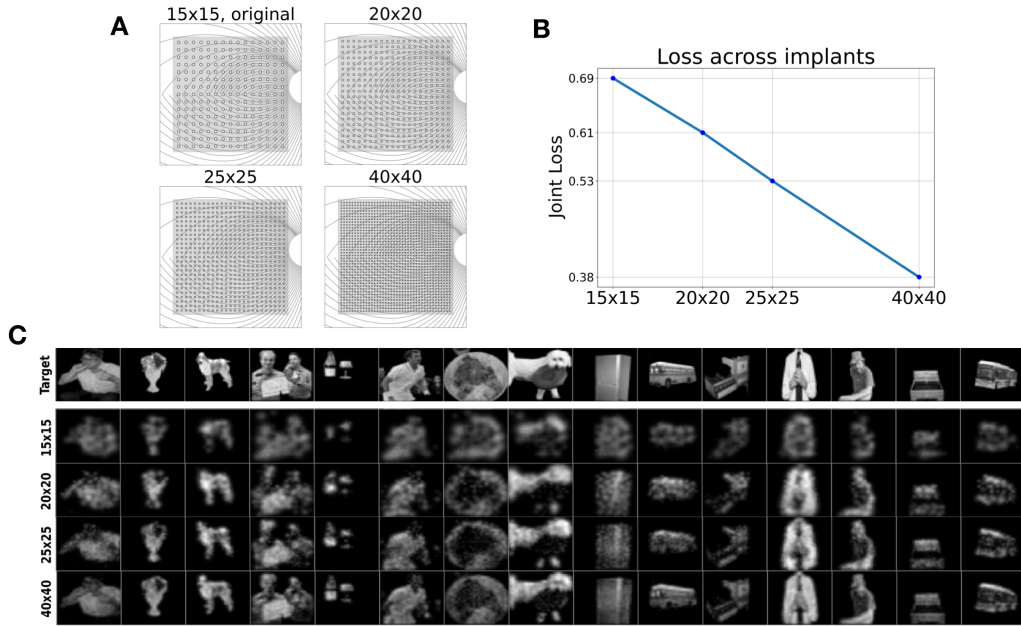 A
15x15, original
20x20
25x25
40x40
B
Loss across implants
Joint Loss
0.69
0.61
0.53
0.38
15x15
20x20
25x25
40x40
C
Target
15x15
20x20
25x25
40x40